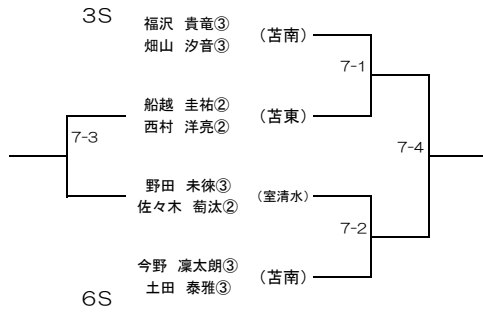 3S
福沢 貴竜③
畑山 汐音③
（苫南）
7-1
船越 圭祐②
西村 洋亮②
（苫東）
7-3
7-4
野田 未徠③
佐々木 萄汰②
（室清水）
7-2
今野 凜太朗③
土田 泰雅③
（苫南）
6S